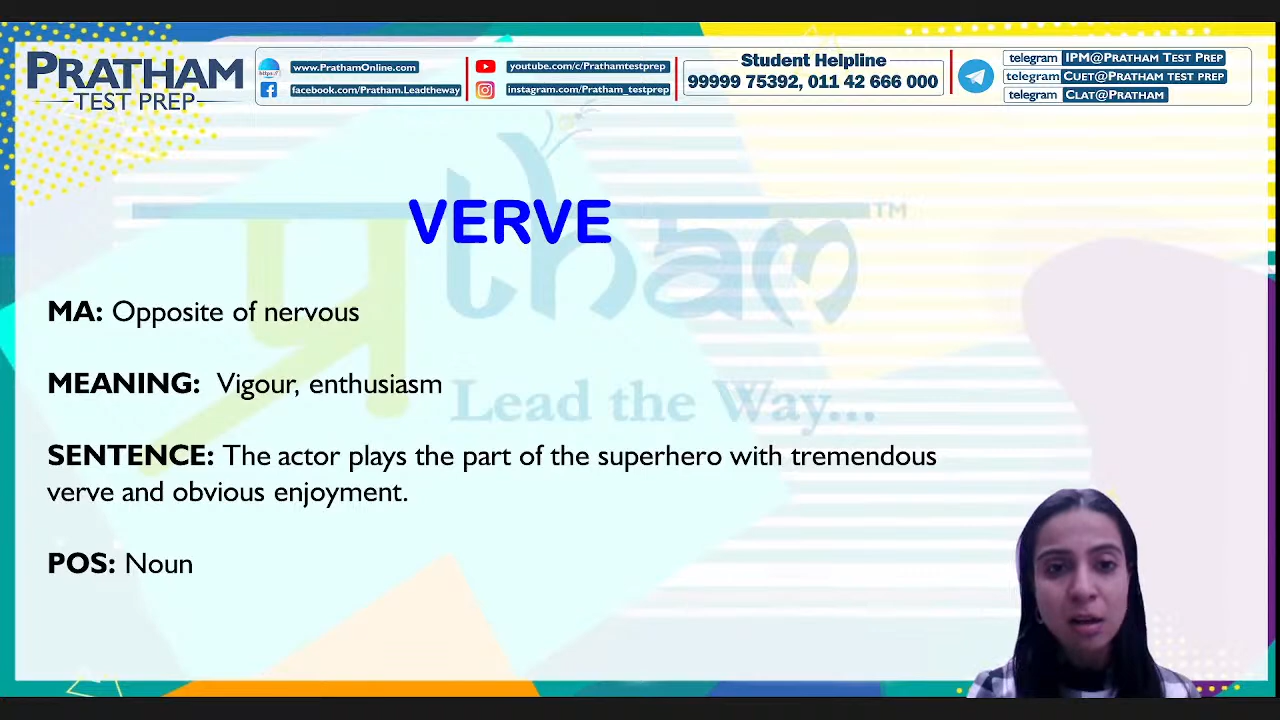 PRATHAM
TEST PREP
https://
www.PrathamOnline.com
facebook.com/Pratham.Leadtheway
youtube.com/c/Prathamtestprep
instagram.com/Pratham_testprep
Student Helpline
99999 75392, 011 42 666 000
telegram IPM@PRATHAM TEST PREP
telegram CUET@PRATHAM TEST PREP
telegram CLAT@PRATHAM
प्रtham™
Lead the Way...
VERVE
MA: Opposite of nervous
MEANING: Vigour, enthusiasm
SENTENCE: The actor plays the part of the superhero with tremendous
verve and obvious enjoyment.
POS: Noun